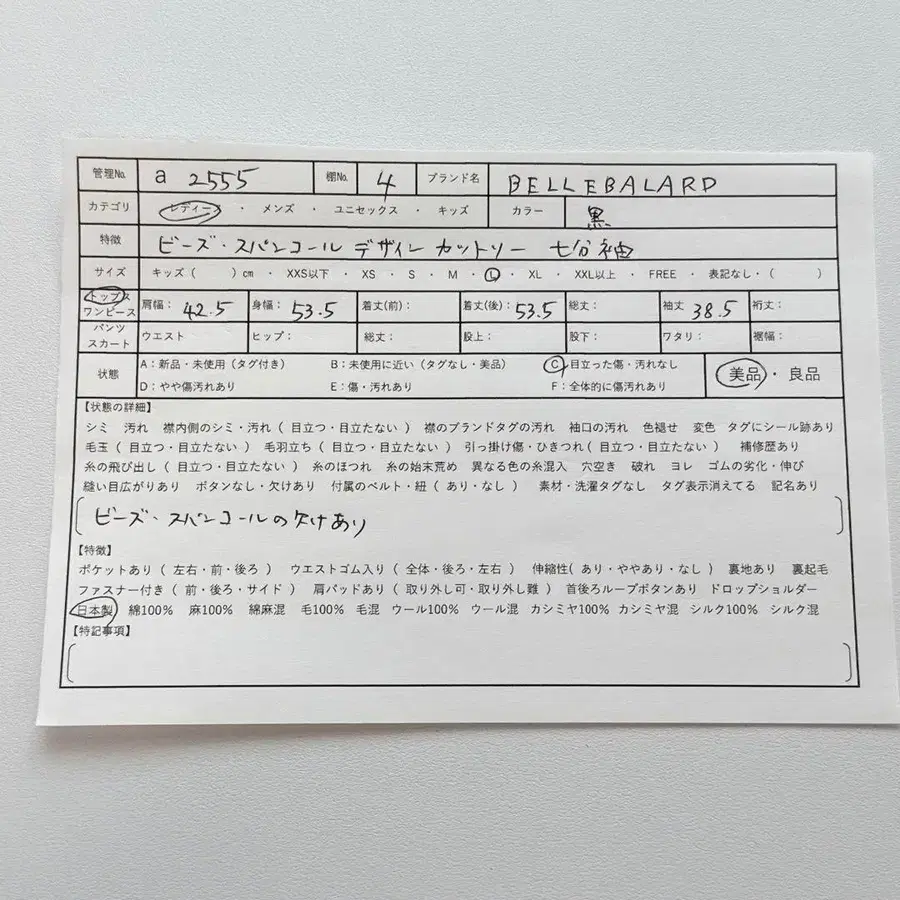 管理No. a 2555 棚No. 4 ブランド名 BELLEBALARD
カテゴリ レディース ・ メンズ ・ ユニセックス ・ キッズ カラー 黒
特徴 ビーズ・スパンコール デザイン カットソー 七分袖
サイズ キッズ ( ) cm ・ XXS以下 ・ XS ・ S ・ M ・ L ・ XL ・ XXL以上 ・ FREE ・ 表記なし ・ ( )
トップス ワンピース 肩幅: 42.5 身幅: 53.5 着丈(前): 着丈(後): 53.5 総丈: 袖丈 38.5 裄丈:
パンツ スカート ウエスト ヒップ: 総丈: 股上: 股下: ワタリ: 裾幅:
状態 A:新品・未使用(タグ付き) B:未使用に近い(タグなし・美品) C 目立った傷・汚れなし 美品 ・ 良品
D:やや傷汚れあり E:傷・汚れあり F:全体的に傷汚れあり
【状態の詳細】
シミ 汚れ 襟内側のシミ・汚れ ( 目立つ・目立たない ) 襟のブランドタグの汚れ 袖口の汚れ 色褪せ 変色 タグにシール跡あり
毛玉 ( 目立つ・目立たない ) 毛羽立ち ( 目立つ・目立たない ) 引っ掛け傷・ひきつれ( 目立つ・目立たない ) 補修歴あり
糸の飛び出し ( 目立つ・目立たない ) 糸のほつれ 糸の始末荒め 異なる色の糸混入 穴空き 破れ ヨレ ゴムの劣化・伸び
縫い目広がりあり ボタンなし・欠けあり 付属のベルト・紐 ( あり・なし ) 素材・洗濯タグなし タグ表示消えてる 記名あり
ビーズ・スパンコールの欠けあり
【特徴】
ポケットあり ( 左右・前・後ろ ) ウエストゴム入り ( 全体・後ろ・左右 ) 伸縮性( あり・ややあり・なし ) 裏地あり 裏起毛
ファスナー付き ( 前・後ろ・サイド ) 肩パッドあり ( 取り外し可・取り外し難 ) 首後ろループボタンあり ドロップショルダー
日本製 綿100% 麻100% 綿麻混 毛100% 毛混 ウール100% ウール混 カシミヤ100% カシミヤ混 シルク100% シルク混
【特記事項】